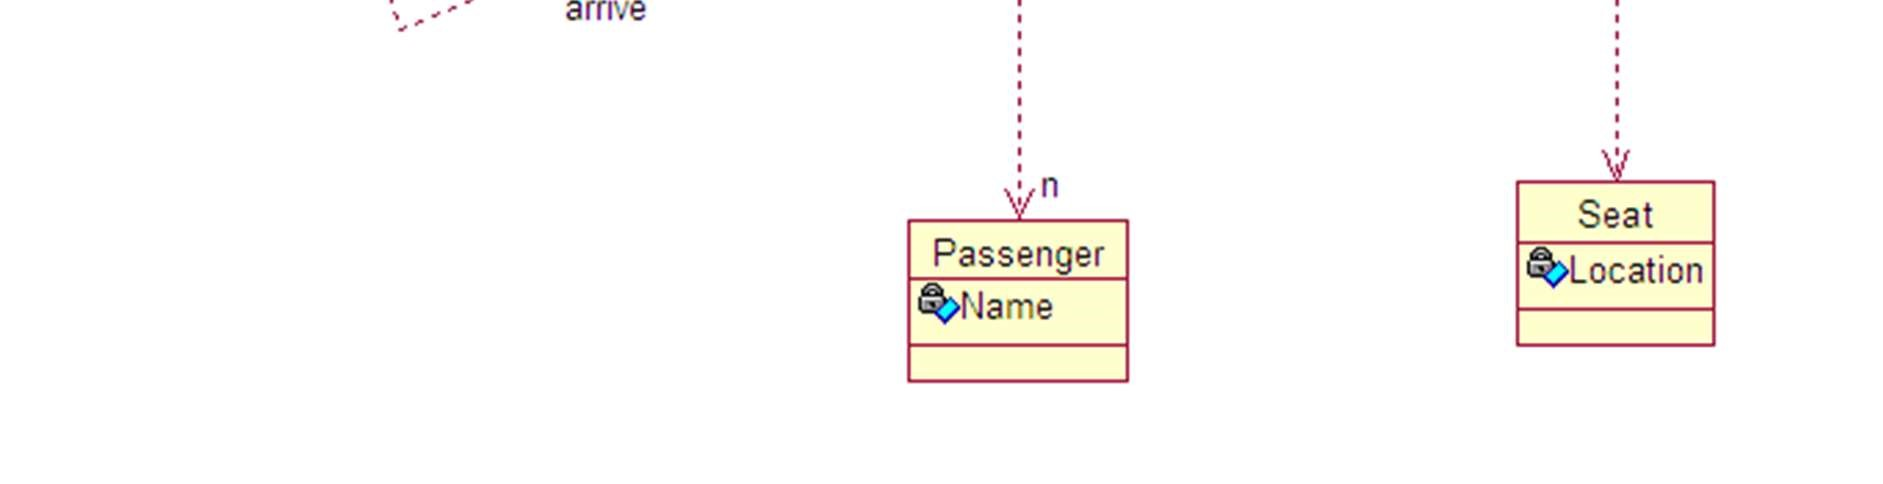 arrive
n
Passenger
Name
Seat
Location